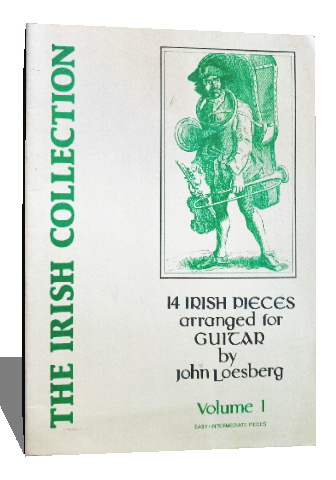 THE IRISH COLLECTION
14 IRISH PIECES
arranged for
GUITAR
by
John Loesberg
Volume 1
EASY-INTERMEDIATE PIECES